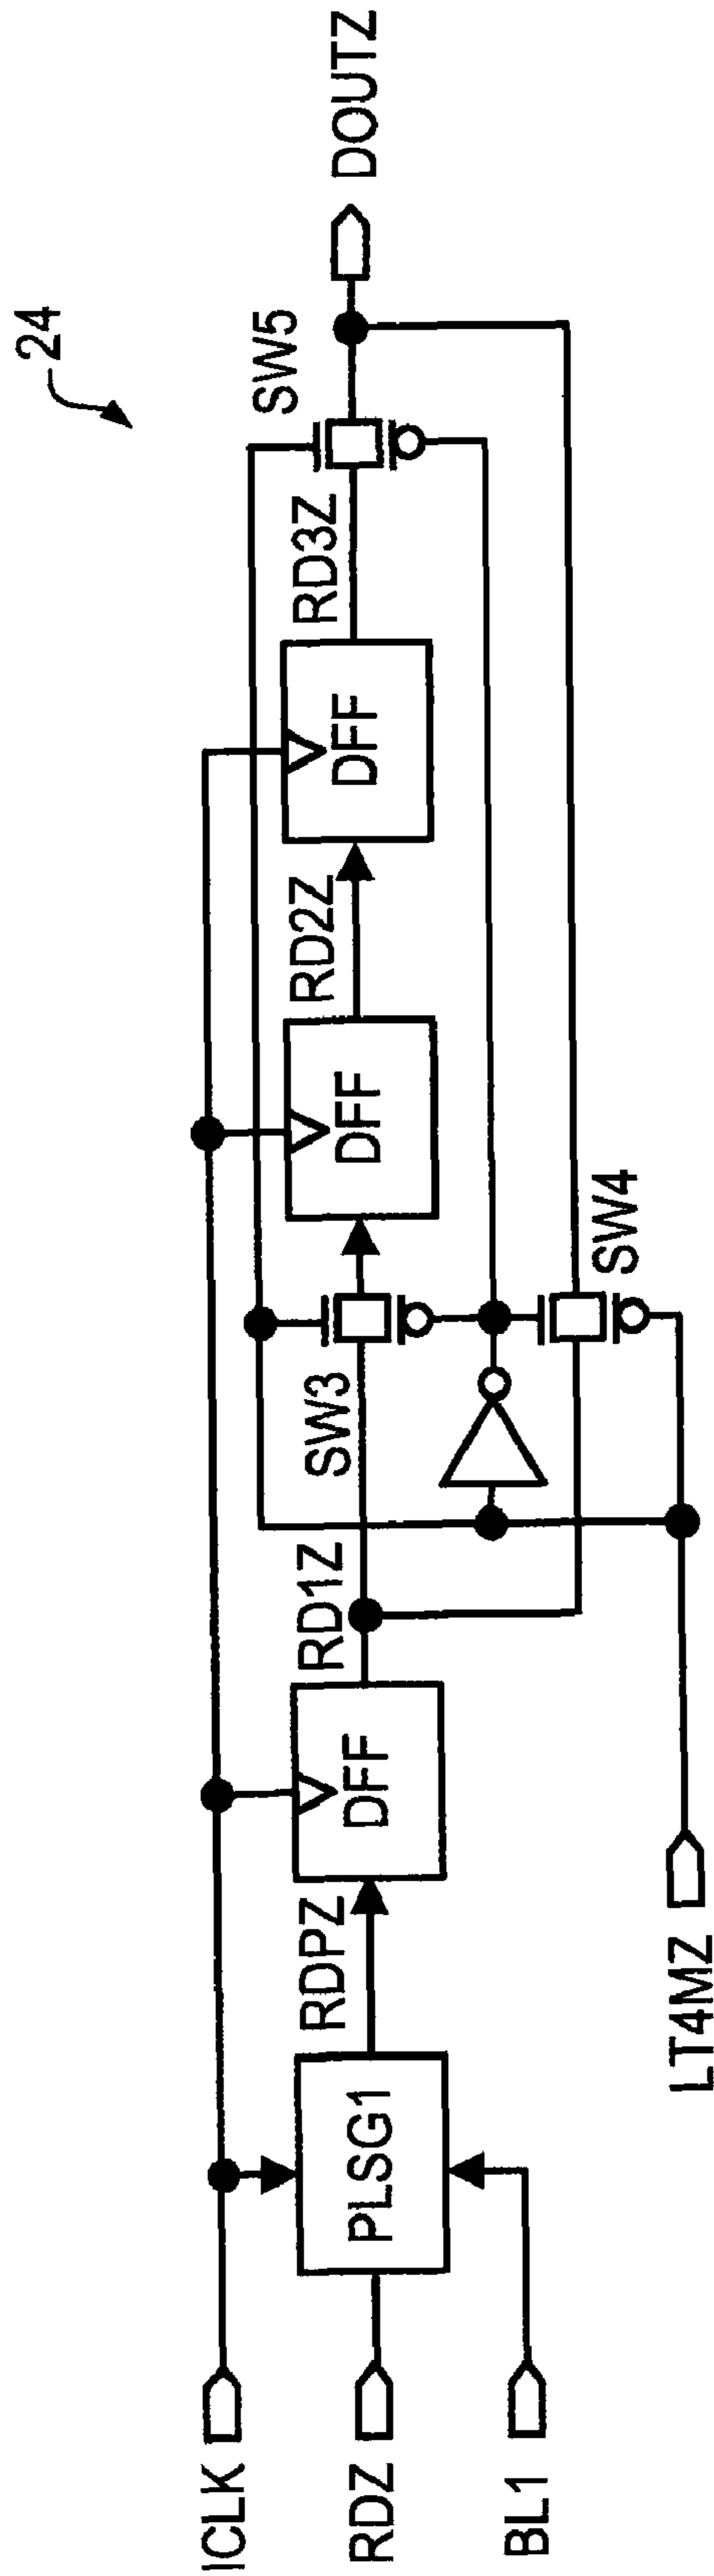 24
ICLK
RDZ
BL1
PLSG1
RDPZ
DFF
RD1Z
SW3
DFF
RD2Z
DFF
RD3Z
SW5
DOUTZ
SW4
LT4MZ